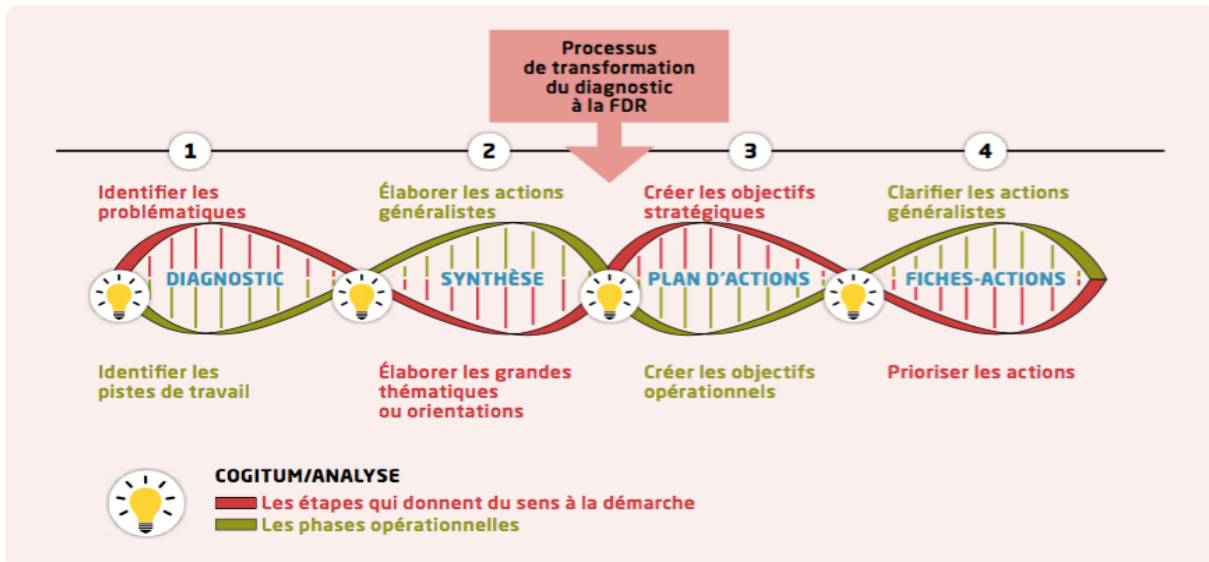 Processus
de transformation
du diagnostic
à la FDR
1
2
3
4
Identifier les
problématiques
Élaborer les actions
généralistes
Créer les objectifs
stratégiques
Clarifier les actions
généralistes
DIAGNOSTIC
SYNTHÈSE
PLAN D'ACTIONS
FICHES-ACTIONS
Identifier les
pistes de travail
Élaborer les grandes
thématiques
ou orientations
Créer les objectifs
opérationnels
Prioriser les actions
COGITUM/ANALYSE
Les étapes qui donnent du sens à la démarche
Les phases opérationnelles